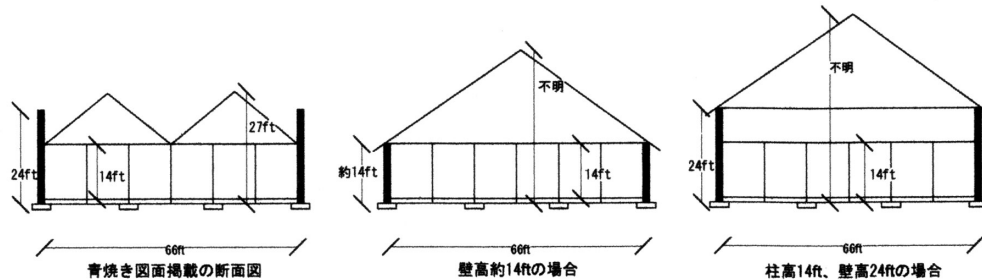 24ft
14ft
27ft
66ft
青焼き図面掲載の断面図
約14ft
不明
14ft
66ft
壁高約14ftの場合
24ft
不明
14ft
66ft
柱高14ft、壁高24ftの場合